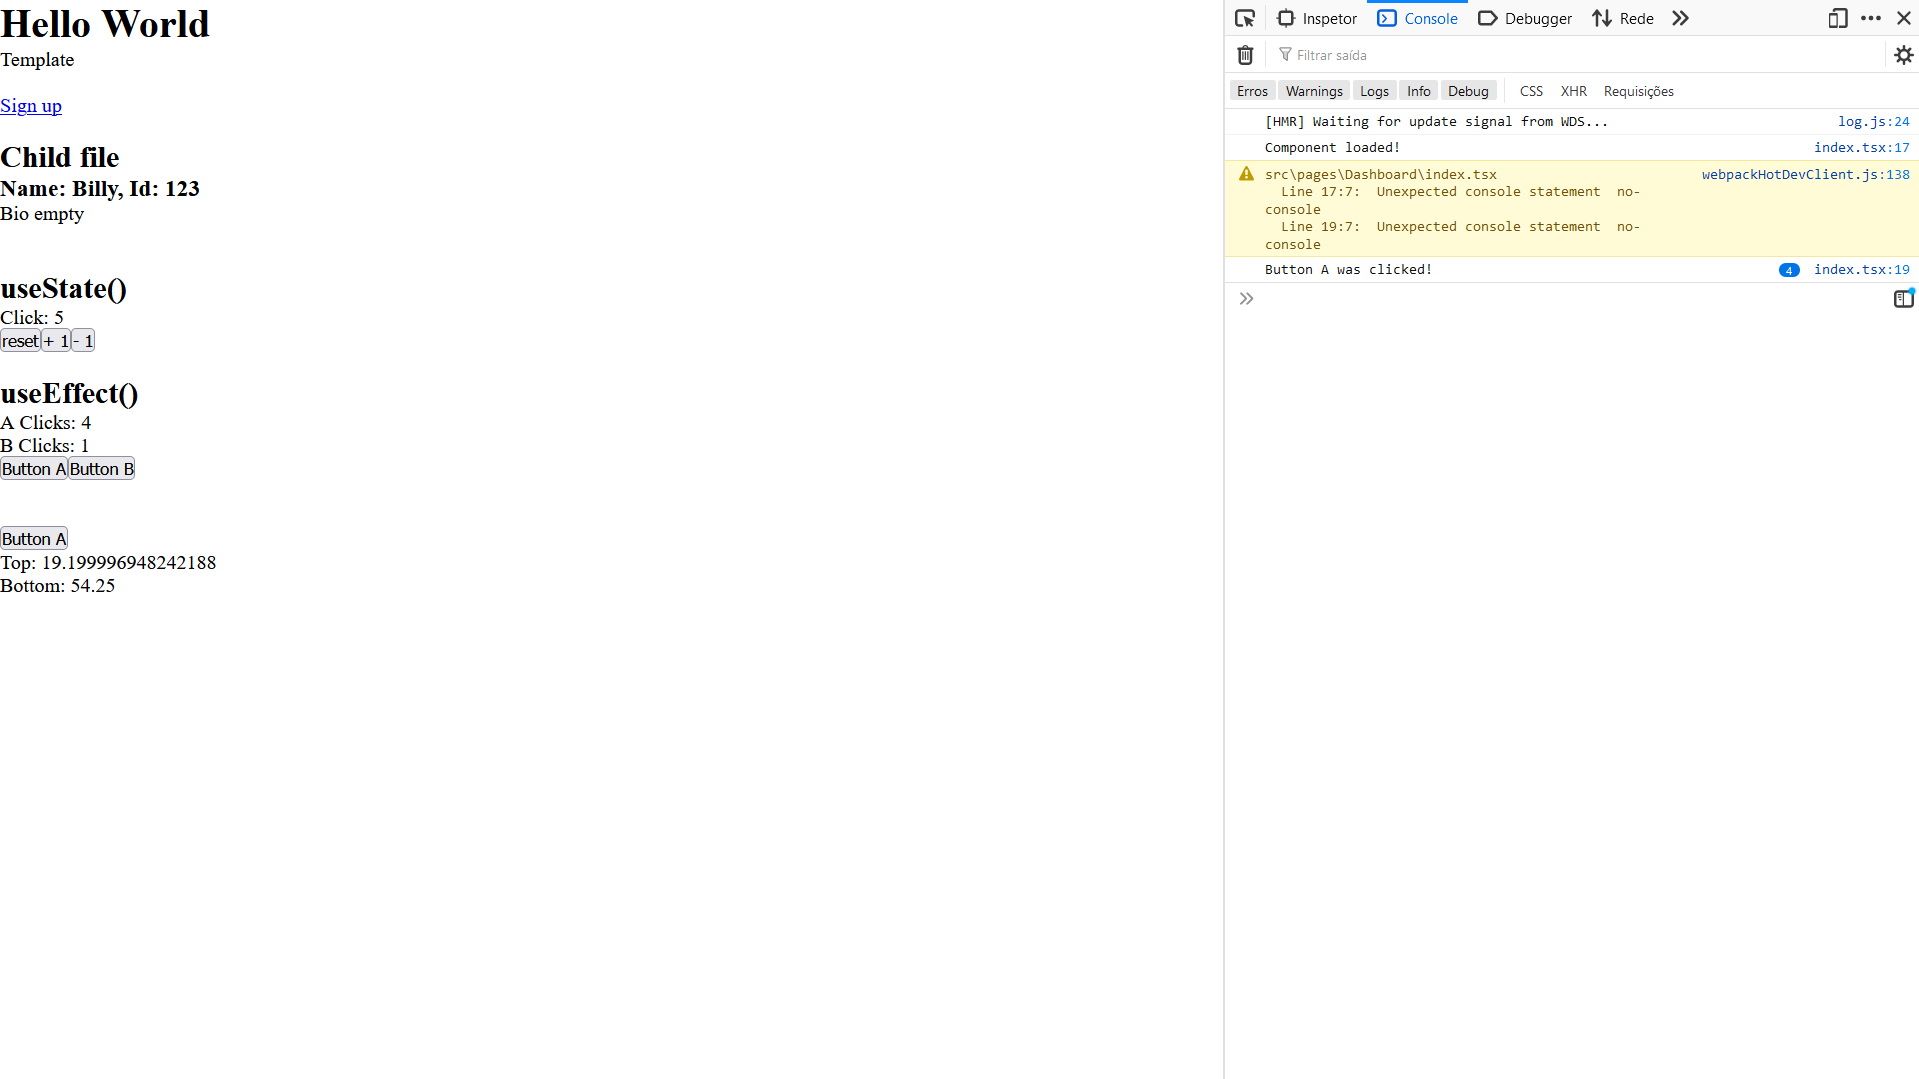 Hello World
Template
Sign up
Child file
Name: Billy, Id: 123
Bio empty
useState()
Click: 5
reset + 1 - 1
useEffect()
A Clicks: 4
B Clicks: 1
Button A Button B
Button A
Top: 19.199996948242188
Bottom: 54.25
Inspetor Console Debugger Rede
Filtrar saída
Erros Warnings Logs Info Debug CSS XHR Requisições
[HMR] Waiting for update signal from WDS... log.js:24
Component loaded! index.tsx:17
src\pages\Dashboard\index.tsx webpackHotDevClient.js:138
Line 17:7: Unexpected console statement no-
console
Line 19:7: Unexpected console statement no-
console
Button A was clicked! 4 index.tsx:19